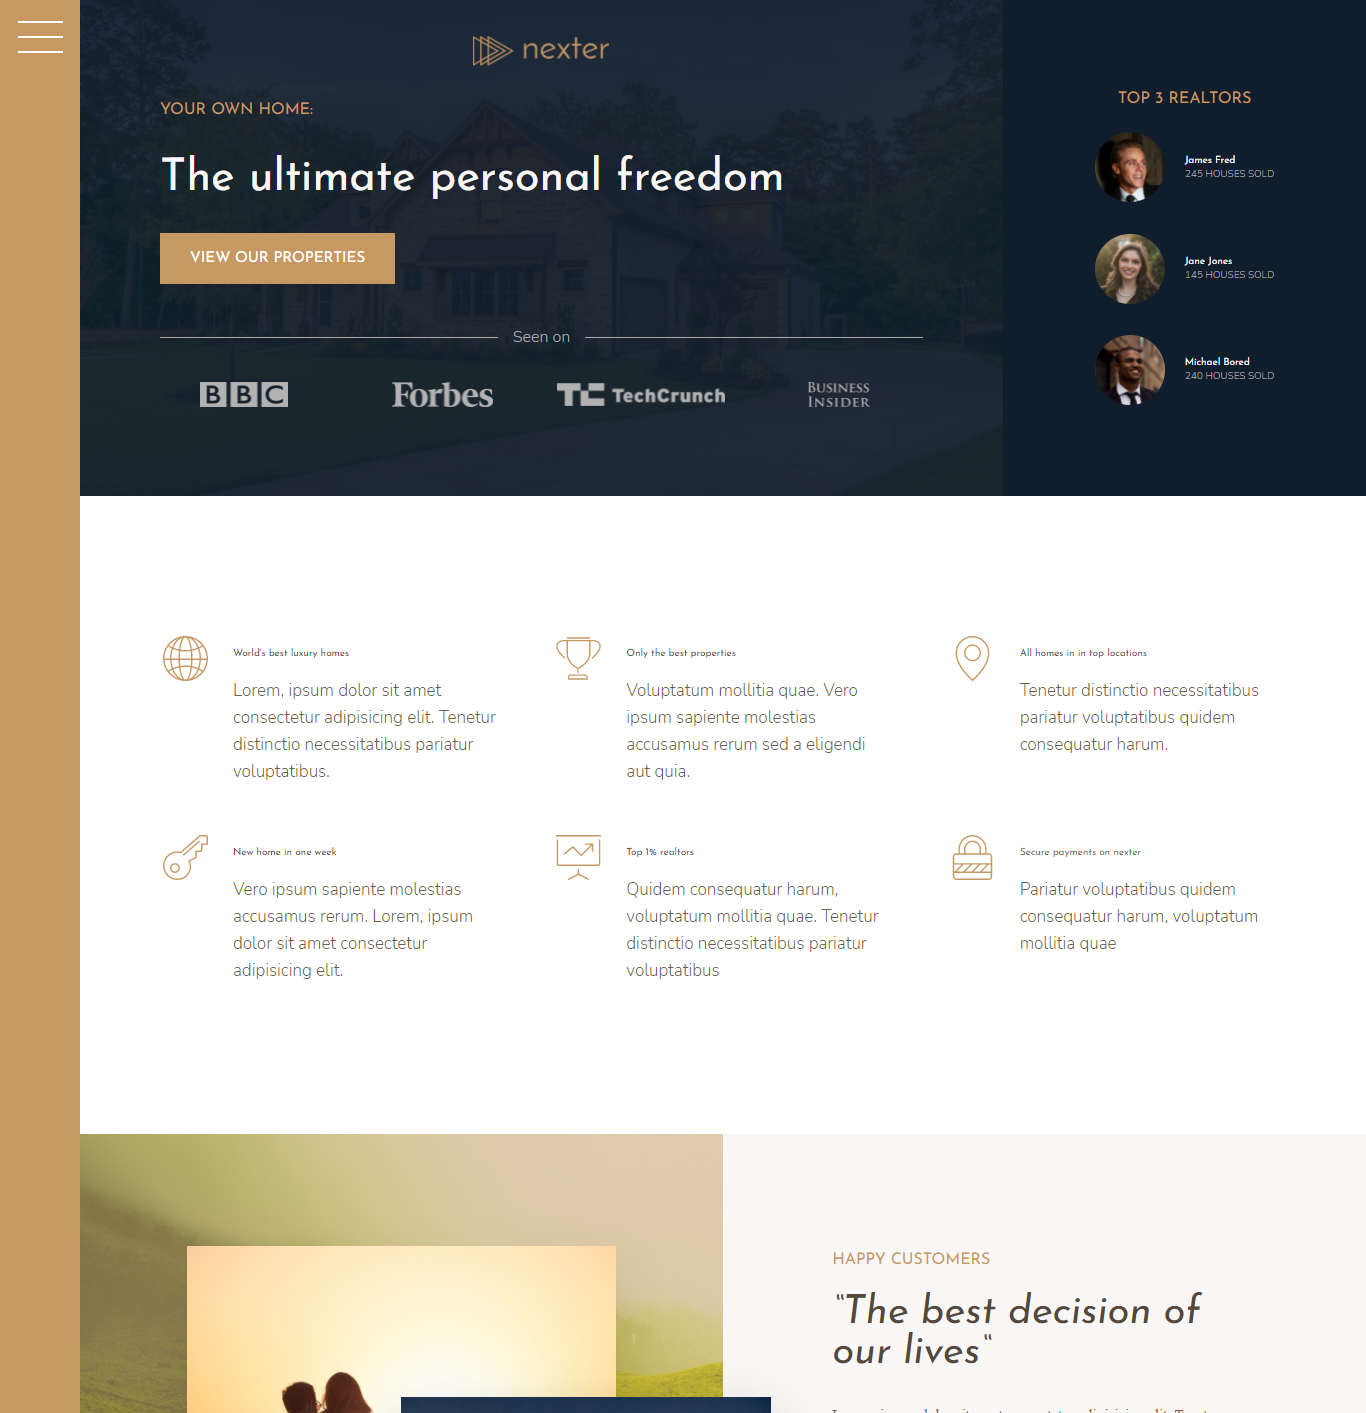 nexter
YOUR OWN HOME:
The ultimate personal freedom
VIEW OUR PROPERTIES
Seen on
BBC
Forbes
TC TechCrunch
BUSINESS
INSIDER
TOP 3 REALTORS
James Fred
245 HOUSES SOLD
Jane Jones
145 HOUSES SOLD
Michael Bored
240 HOUSES SOLD
World's best luxury homes
Lorem, ipsum dolor sit amet
consectetur adipisicing elit. Tenetur
distinctio necessitatibus pariatur
voluptatibus.
Only the best properties
Voluptatum mollitia quae. Vero
ipsum sapiente molestias
accusamus rerum sed a eligendi
aut quia.
All homes in in top locations
Tenetur distinctio necessitatibus
pariatur voluptatibus quidem
consequatur harum.
New home in one week
Vero ipsum sapiente molestias
accusamus rerum. Lorem, ipsum
dolor sit amet consectetur
adipisicing elit.
Top 1% realtors
Quidem consequatur harum,
voluptatum mollitia quae. Tenetur
distinctio necessitatibus pariatur
voluptatibus
Secure payments on nexter
Pariatur voluptatibus quidem
consequatur harum, voluptatum
mollitia quae
HAPPY CUSTOMERS
“The best decision of
our lives“